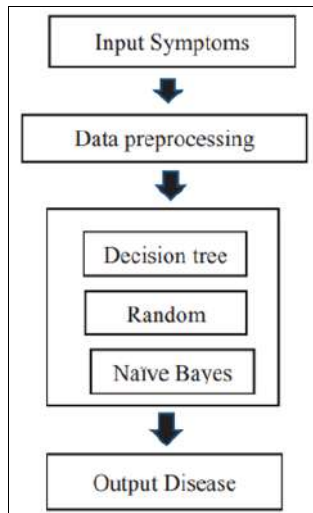 Input Symptoms
Data preprocessing
Decision tree
Random
Naïve Bayes
Output Disease